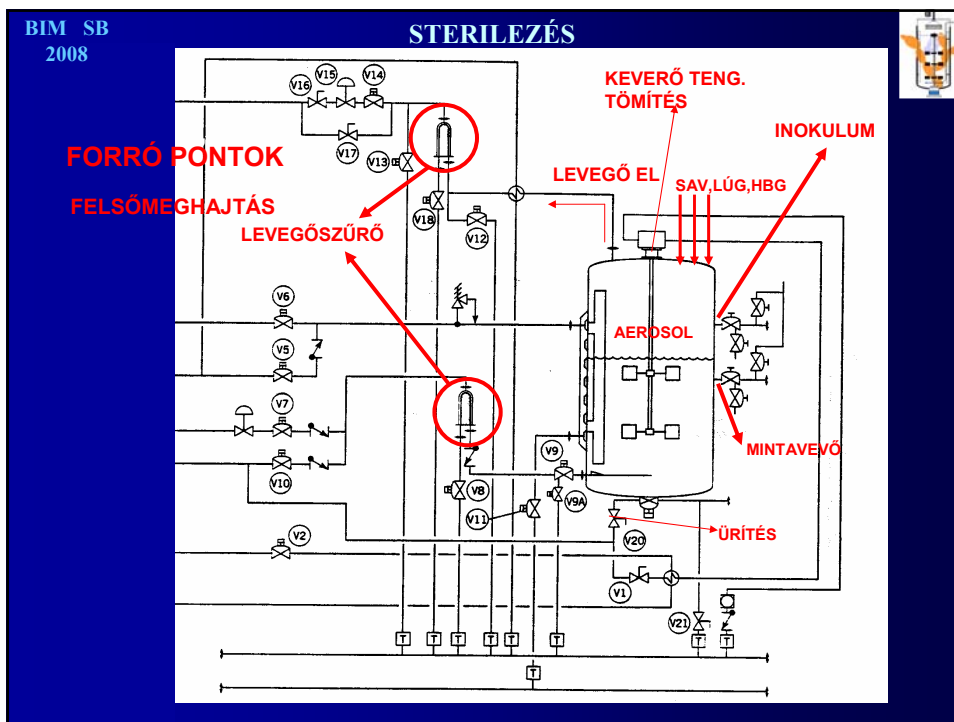 BIM SB
2008
STERILEZÉS
KEVERŐ TENG.
TÖMÍTÉS
INOKULUM
V15
V14
V16
V17
V13
FORRÓ PONTOK
LEVEGŐ EL
SAV,LÚG,HBG
FELSŐMEGHAJTÁS
V18
LEVEGŐSZŰRŐ
V12
V6
AEROSOL
V5
V7
V9
MINTAVEVŐ
V10
V8
V9A
V11
V2
V20
ÜRÍTÉS
V1
V21
T T T T T T T T
T